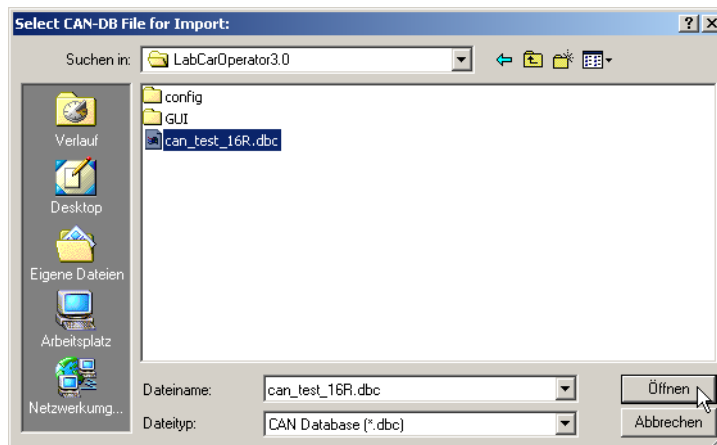 Select CAN-DB File for Import:
Suchen in:
LabCarOperator3.0
Verlauf
Desktop
Eigene Dateien
Arbeitsplatz
Netzwerkumg...
config
GUI
can_test_16R.dbc
Dateiname:
can_test_16R.dbc
Öffnen
Dateityp:
CAN Database (*.dbc)
Abbrechen